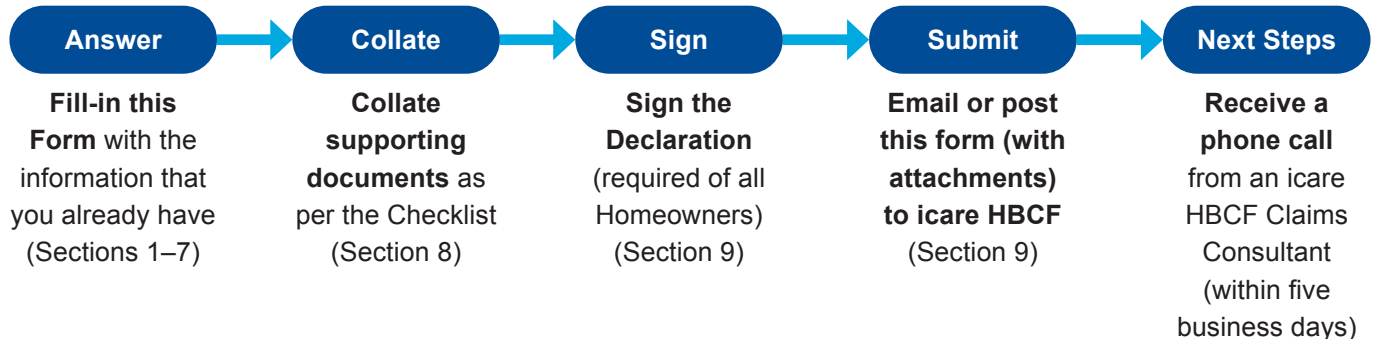 Answer
Collate
Sign
Submit
Next Steps
Fill-in this
Form with the
information that
you already have
(Sections 1–7)
Collate
supporting
documents as
per the Checklist
(Section 8)
Sign the
Declaration
(required of all
Homeowners)
(Section 9)
Email or post
this form (with
attachments)
to icare HBCF
(Section 9)
Receive a
phone call
from an icare
HBCF Claims
Consultant
(within five
business days)